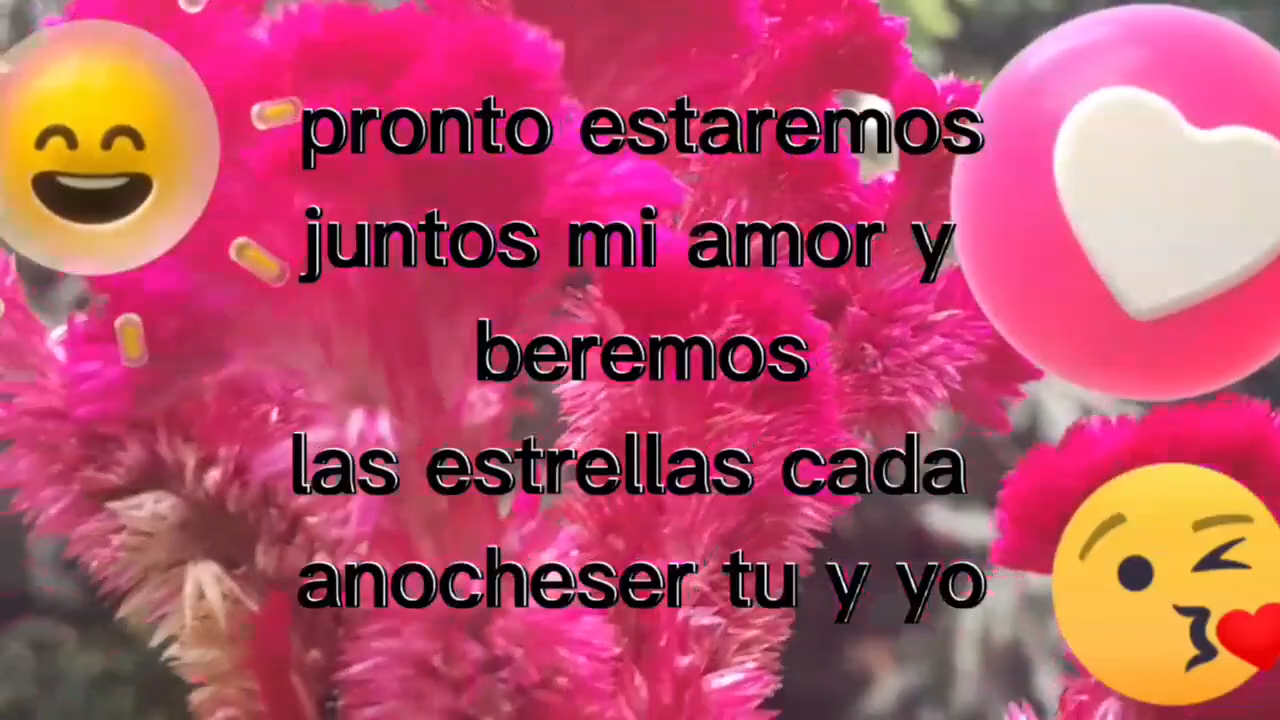 pronto estaremos
juntos mi amor y
beremos
las estrellas cada
anocheser tu y yo